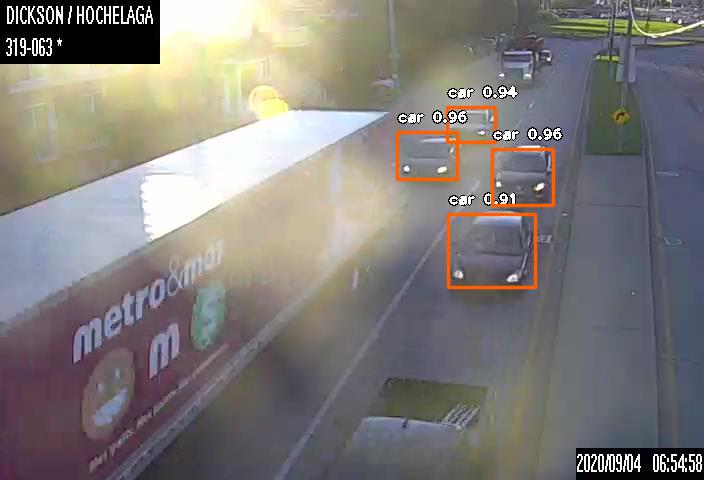 DICKSON / HOCHELAGA
319-063 *
car 0.94
car 0.96
car 0.96
car 0.91
metro&moi
m
2020/09/04 06:54:58